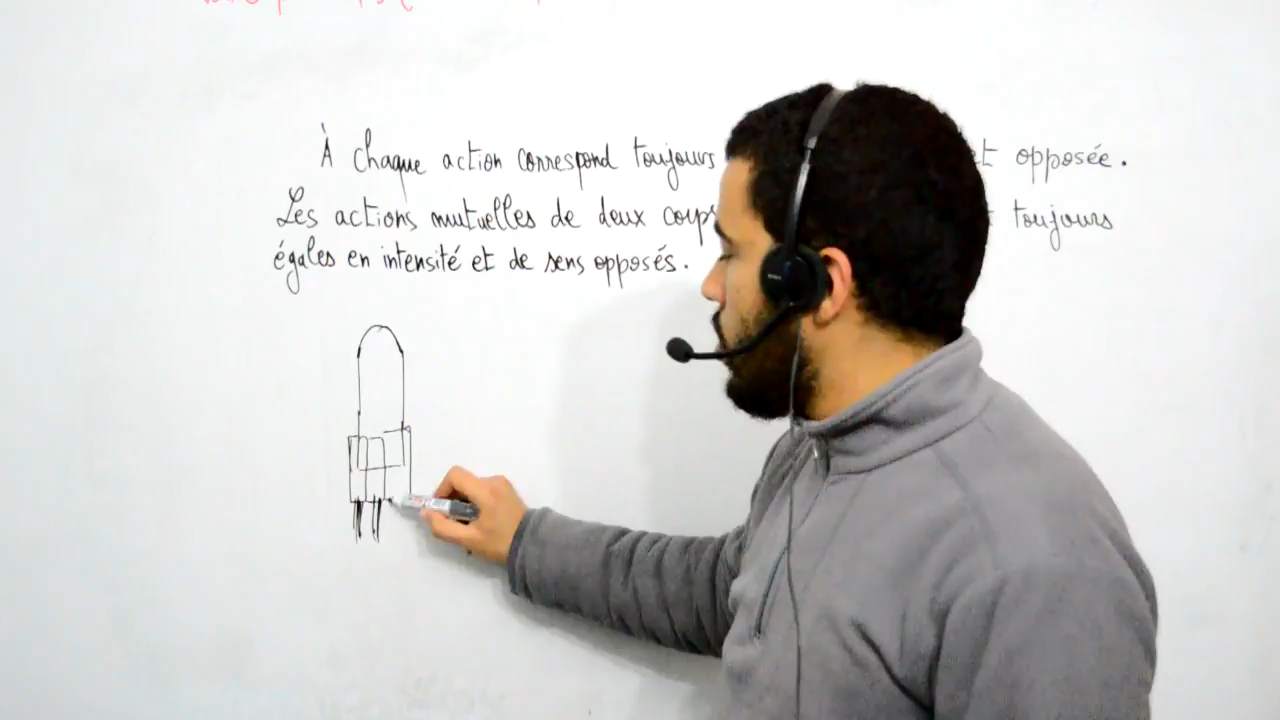 À chaque action correspond toujours et opposée.
Les actions mutuelles de deux corps toujours
égales en intensité et de sens opposés.
SONY